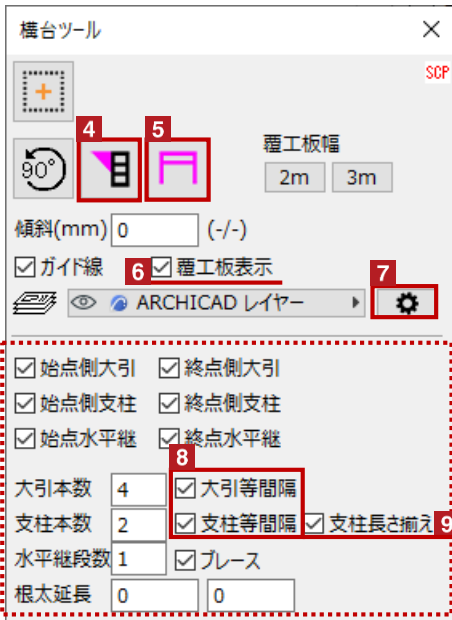 構台ツール
SCP
4 5
90°
覆工板幅
2m 3m
傾斜(mm) 0 (-/-)
ガイド線 6 覆工板表示
7
ARCHICAD レイヤー
始点側大引 終点側大引
始点側支柱 終点側支柱
始点水平継 終点水平継
8
大引本数 4 大引等間隔
支柱本数 2 支柱等間隔 支柱長さ揃え 9
水平継段数 1 ブレース
根太延長 0 0